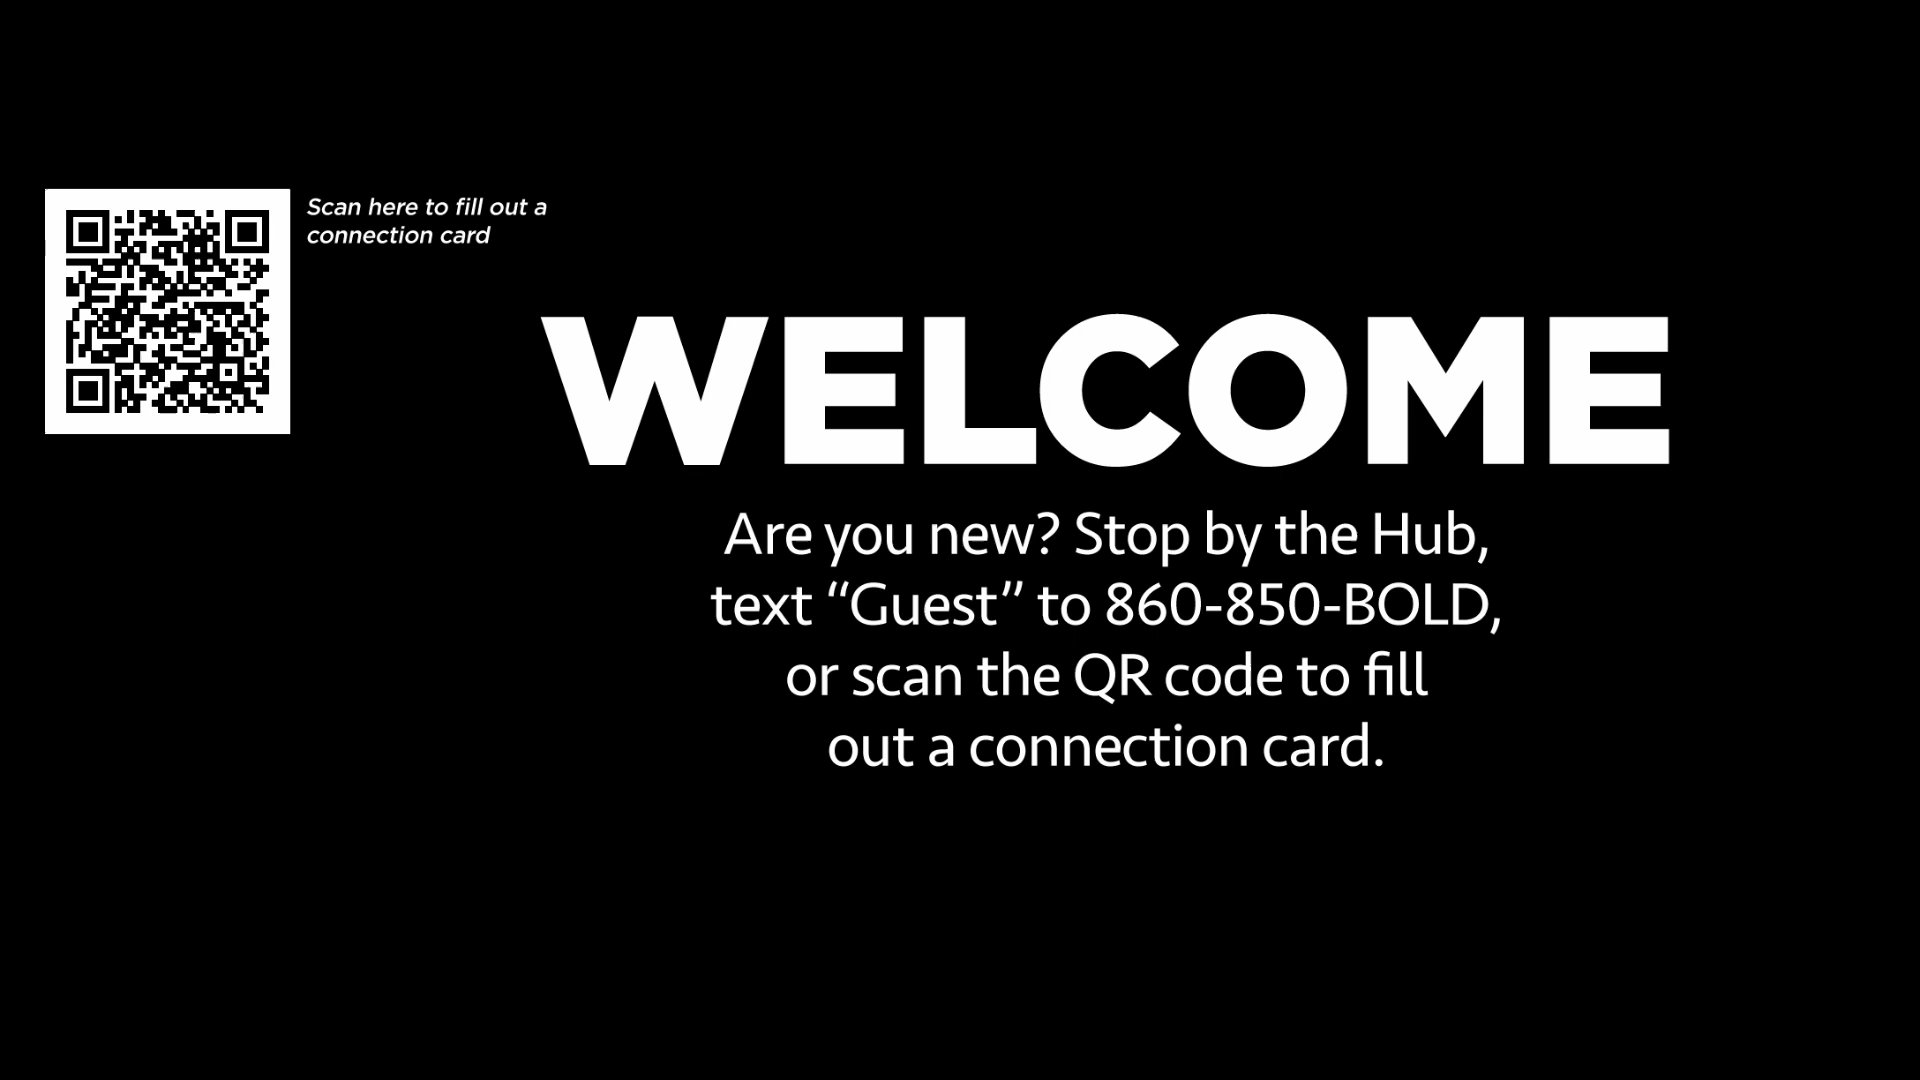 Scan here to fill out a
connection card
WELCOME
Are you new? Stop by the Hub,
text “Guest” to 860-850-BOLD,
or scan the QR code to fill
out a connection card.